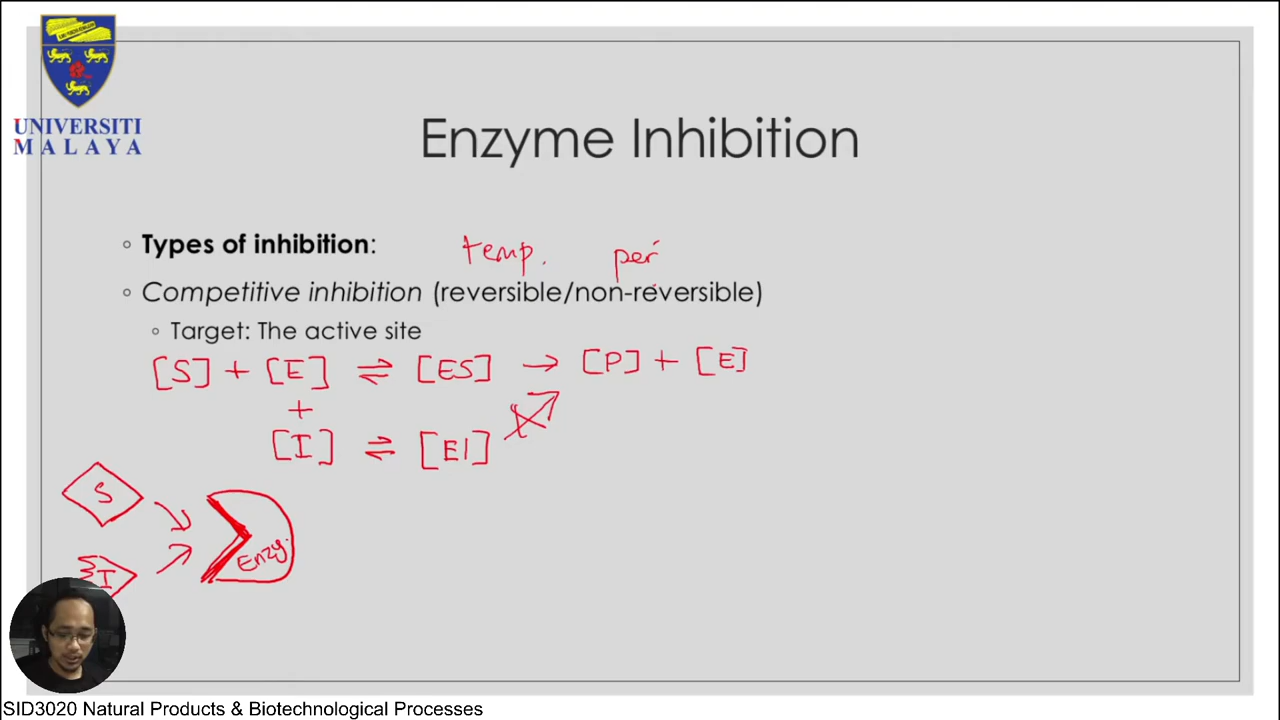 UNIVERSITI
MALAYA
Enzyme Inhibition
Types of inhibition:
temp. per
Competitive inhibition (reversible/non-reversible)
Target: The active site
[S] + [E] ⇌ [ES] → [P] + [E]
+
[I] ⇌ [EI]
S
Enzy.
I
SID3020 Natural Products & Biotechnological Processes